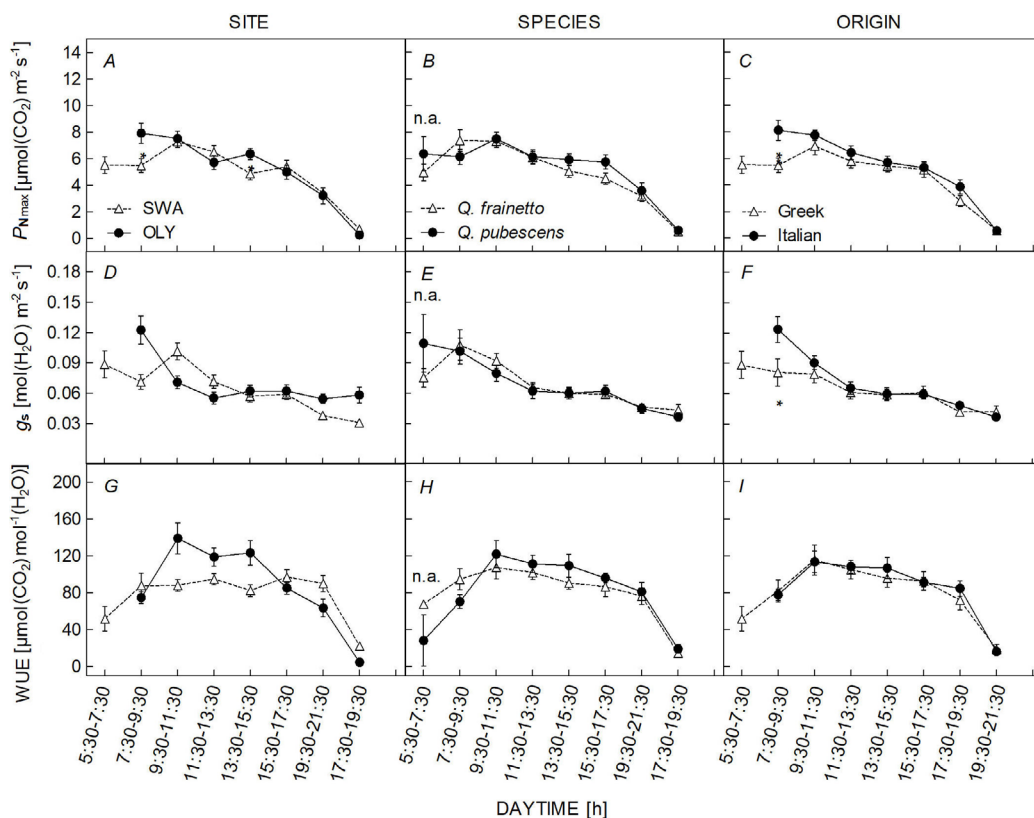 SITE SPECIES ORIGIN
P_Nmax [µmol(CO₂) m⁻² s⁻¹]
14
12
10
8
6
4
2
0
A
*
*
SWA
OLY
B
n.a.
Q. frainetto
Q. pubescens
C
*
*
Greek
Italian
g_s [mol(H₂O) m⁻² s⁻¹]
0.18
0.15
0.12
0.09
0.06
0.03
D
E
n.a.
F
*
WUE [µmol(CO₂) mol⁻¹(H₂O)]
200
160
120
80
40
0
G
H
n.a.
I
5:30-7:30
7:30-9:30
9:30-11:30
11:30-13:30
13:30-15:30
15:30-17:30
19:30-21:30
17:30-19:30
5:30-7:30
7:30-9:30
9:30-11:30
11:30-13:30
13:30-15:30
15:30-17:30
19:30-21:30
17:30-19:30
5:30-7:30
7:30-9:30
9:30-11:30
11:30-13:30
13:30-15:30
15:30-17:30
17:30-19:30
19:30-21:30
DAYTIME [h]